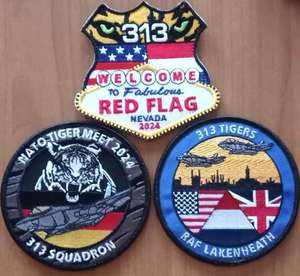 313
WELCOME
TO Fabulous
RED FLAG
NEVADA
2024
NATO TIGER MEET 2024
313 SQUADRON
313 TIGERS
RAF LAKENHEATH